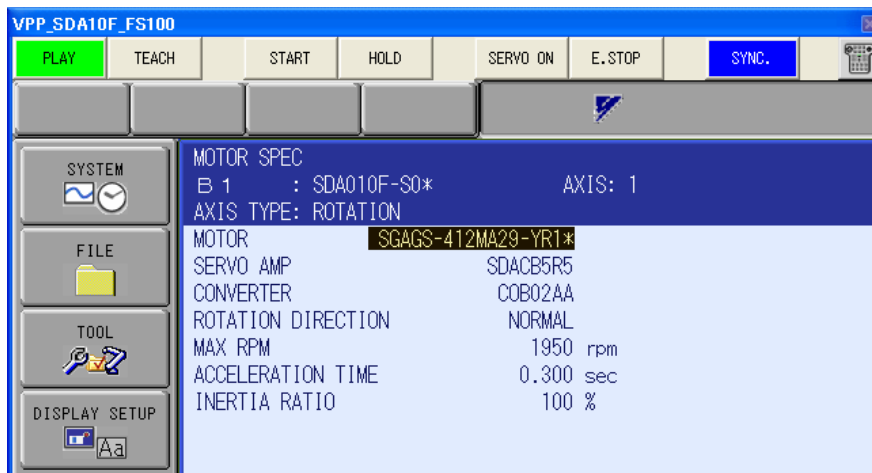 VPP_SDA10F_FS100
PLAY TEACH START HOLD SERVO ON E.STOP SYNC.
SYSTEM
FILE
TOOL
DISPLAY SETUP
Aa
MOTOR SPEC
B 1 : SDA010F-S0* AXIS: 1
AXIS TYPE: ROTATION
MOTOR SGAGS-412MA29-YR1*
SERVO AMP SDACB5R5
CONVERTER COB02AA
ROTATION DIRECTION NORMAL
MAX RPM 1950 rpm
ACCELERATION TIME 0.300 sec
INERTIA RATIO 100 %